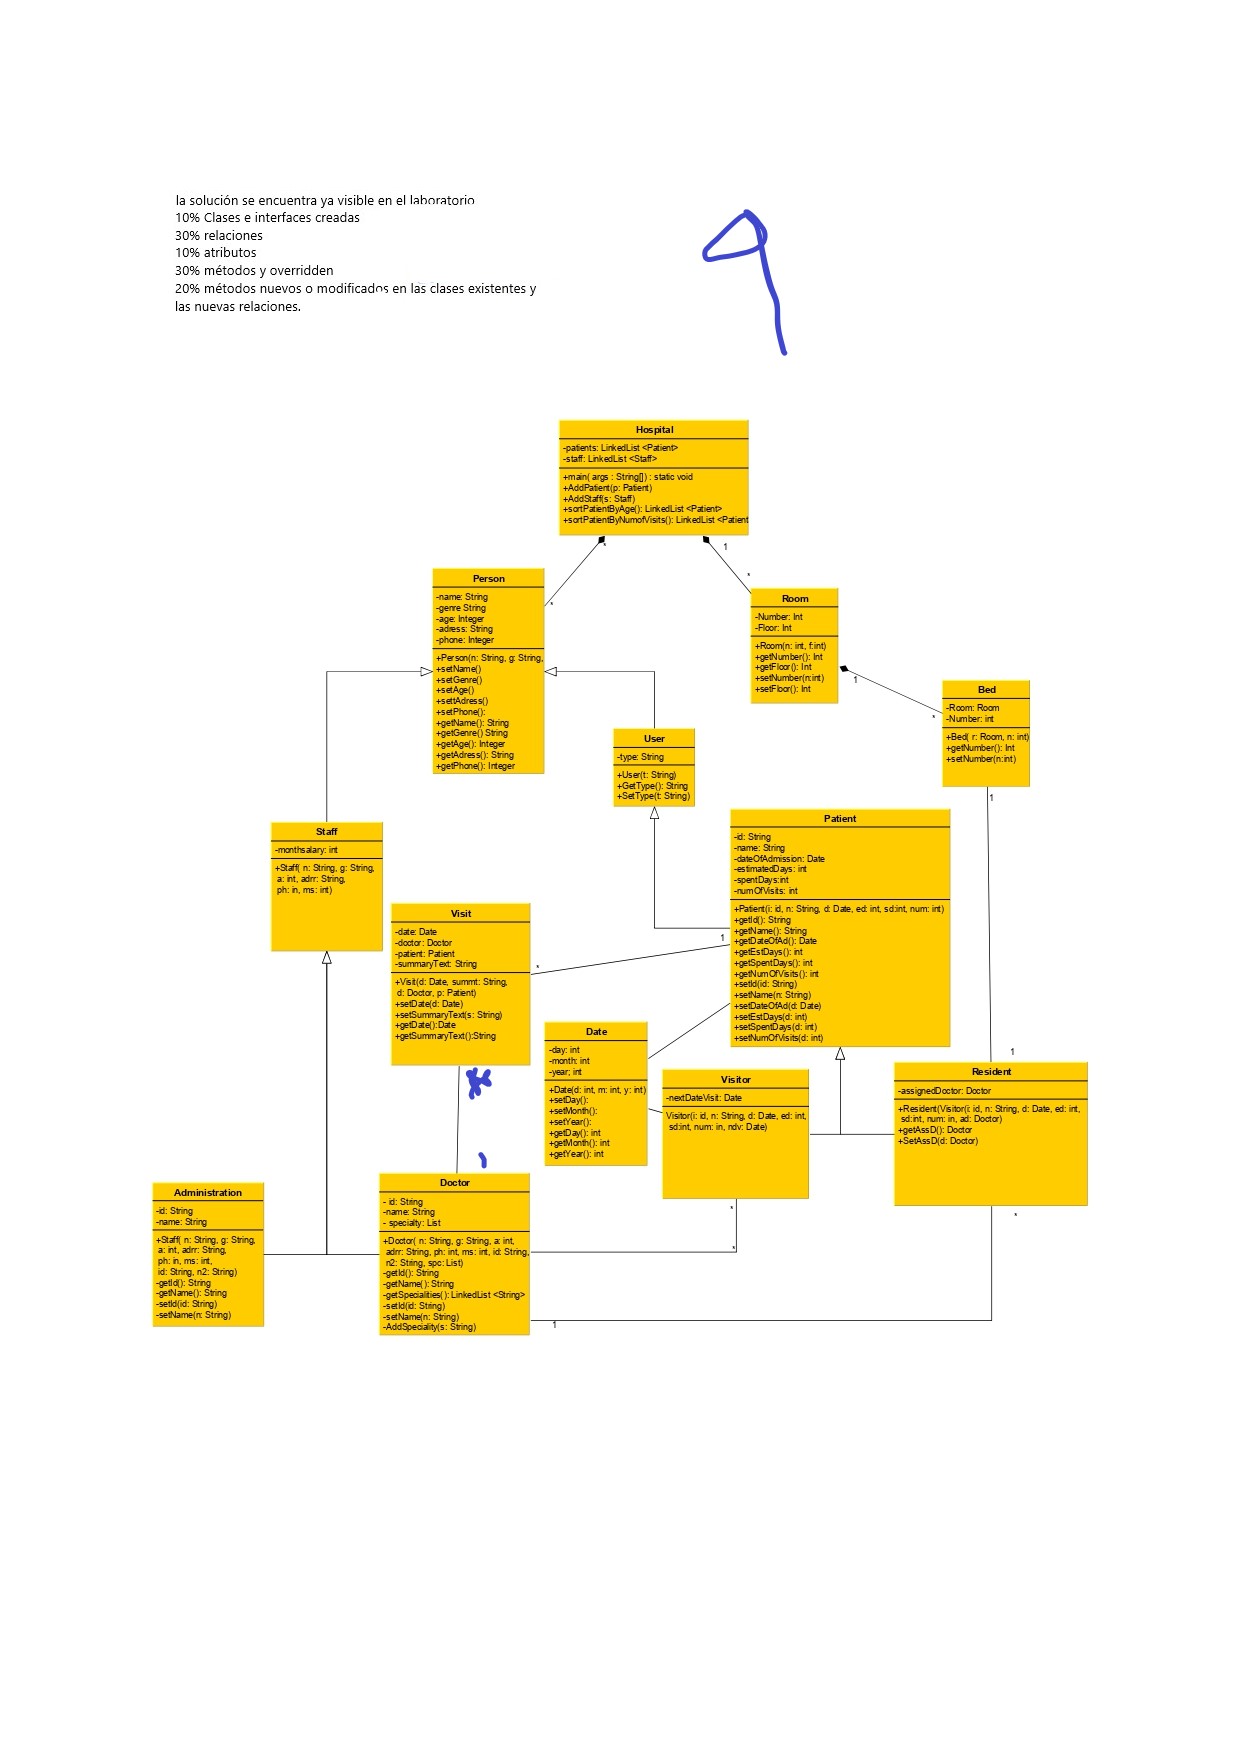 la solución se encuentra ya visible en el laboratorio
10% Clases e interfaces creadas
30% relaciones
10% atributos
30% métodos y overridden
20% métodos nuevos o modificados en las clases existentes y
las nuevas relaciones.
9
Hospital
-patients: LinkedList <Patient>
-staff: LinkedList <Staff>
+main( args : String[]) : static void
+AddPatient(p: Patient)
+AddStaff(s: Staff)
+sortPatientByAge(): LinkedList <Patient>
+sortPatientByNumofVisits(): LinkedList <Patient
*
*
1
*
Person
-name: String
-genre String
-age: Integer
-adress: String
-phone: Integer
+Person(n: String, g: String,
+setName()
+setGenre()
+setAge()
+settAdress()
+setPhone():
+getName(): String
+getGenre() String
+getAge(): Integer
+getAdress(): String
+getPhone(): Integer
Room
-Number: Int
-Floor: Int
+Room(n: int, f:int)
+getNumber(): Int
+getFloor(): Int
+setNumber(n:int)
+setFloor(): Int
1
*
Bed
-Room: Room
-Number: int
+Bed( r: Room, n: int)
+getNumber(): Int
+setNumber(n:int)
1
1
User
-type: String
+User(t: String)
+GetType(): String
+SetType(t: String)
Staff
-monthsalary: int
+Staff( n: String, g: String,
a: int, adrr: String,
ph: in, ms: int)
Patient
-id: String
-name: String
-dateOfAdmission: Date
-estimatedDays: int
-spentDays:int
-numOfVisits: int
+Patient(i: id, n: String, d: Date, ed: int, sd:int, num: int)
+getId(): String
+getName(): String
+getDateOfAd(): Date
+getEstDays(): int
+getSpentDays(): int
+getNumOfVisits(): int
+setId(id: String)
+setName(n: String)
+setDateOfAd(d: Date)
+setEstDays(d: int)
+setSpentDays(d: int)
+setNumOfVisits(d: int)
1
*
Visit
-date: Date
-doctor: Doctor
-patient: Patient
-summaryText: String
+Visit(d: Date, summt: String,
d: Doctor, p: Patient)
+setDate(d: Date)
+setSummaryText(s: String)
+getDate():Date
+getSummaryText():String
*
Date
-day: int
-month: int
-year; int
+Date(d: int, m: int, y: int)
+setDay():
+setMonth():
+setYear():
+getDay(): int
+getMonth(): int
+getYear(): int
Visitor
-nextDateVisit: Date
Visitor(i: id, n: String, d: Date, ed: int,
sd:int, num: in, ndv: Date)
*
*
Resident
-assignedDoctor: Doctor
+Resident(Visitor(i: id, n: String, d: Date, ed: int,
sd:int, num: in, ad: Doctor)
+getAssD(): Doctor
+SetAssD(d: Doctor)
*
Administration
-id: String
-name: String
+Staff( n: String, g: String,
a: int, adrr: String,
ph: in, ms: int,
id: String, n2: String)
-getId(): String
-getName(): String
-setId(id: String)
-setName(n: String)
Doctor
- id: String
-name: String
- specialty: List
+Doctor( n: String, g: String, a: int,
adrr: String, ph: int, ms: int, id: String,
n2: String, spc: List)
-getId(): String
-getName(): String
-getSpecialities(): LinkedList <String>
-setId(id: String)
-setName(n: String)
-AddSpeciality(s: String)
1